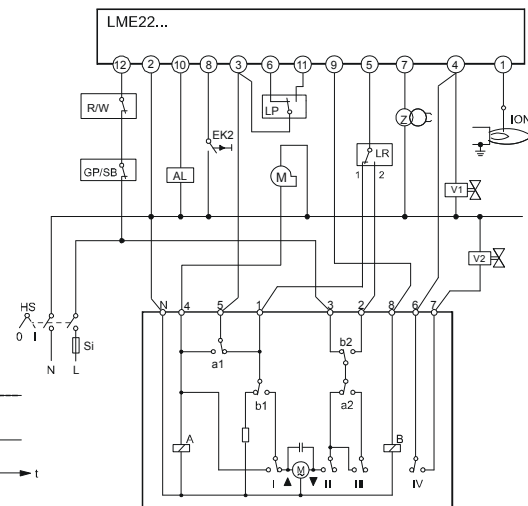 LME22...
12 2 10 8 3 6 11 9 5 7 4 1
R/W
LP
Z
ION
EK2
GP/SB
AL
M
LR
1 2
V1
V2
HS
0 I
Si
N L
N 4 5 1 3 2 8 6 7
a1
b2
b1
a2
A
B
M
I II III IV
t